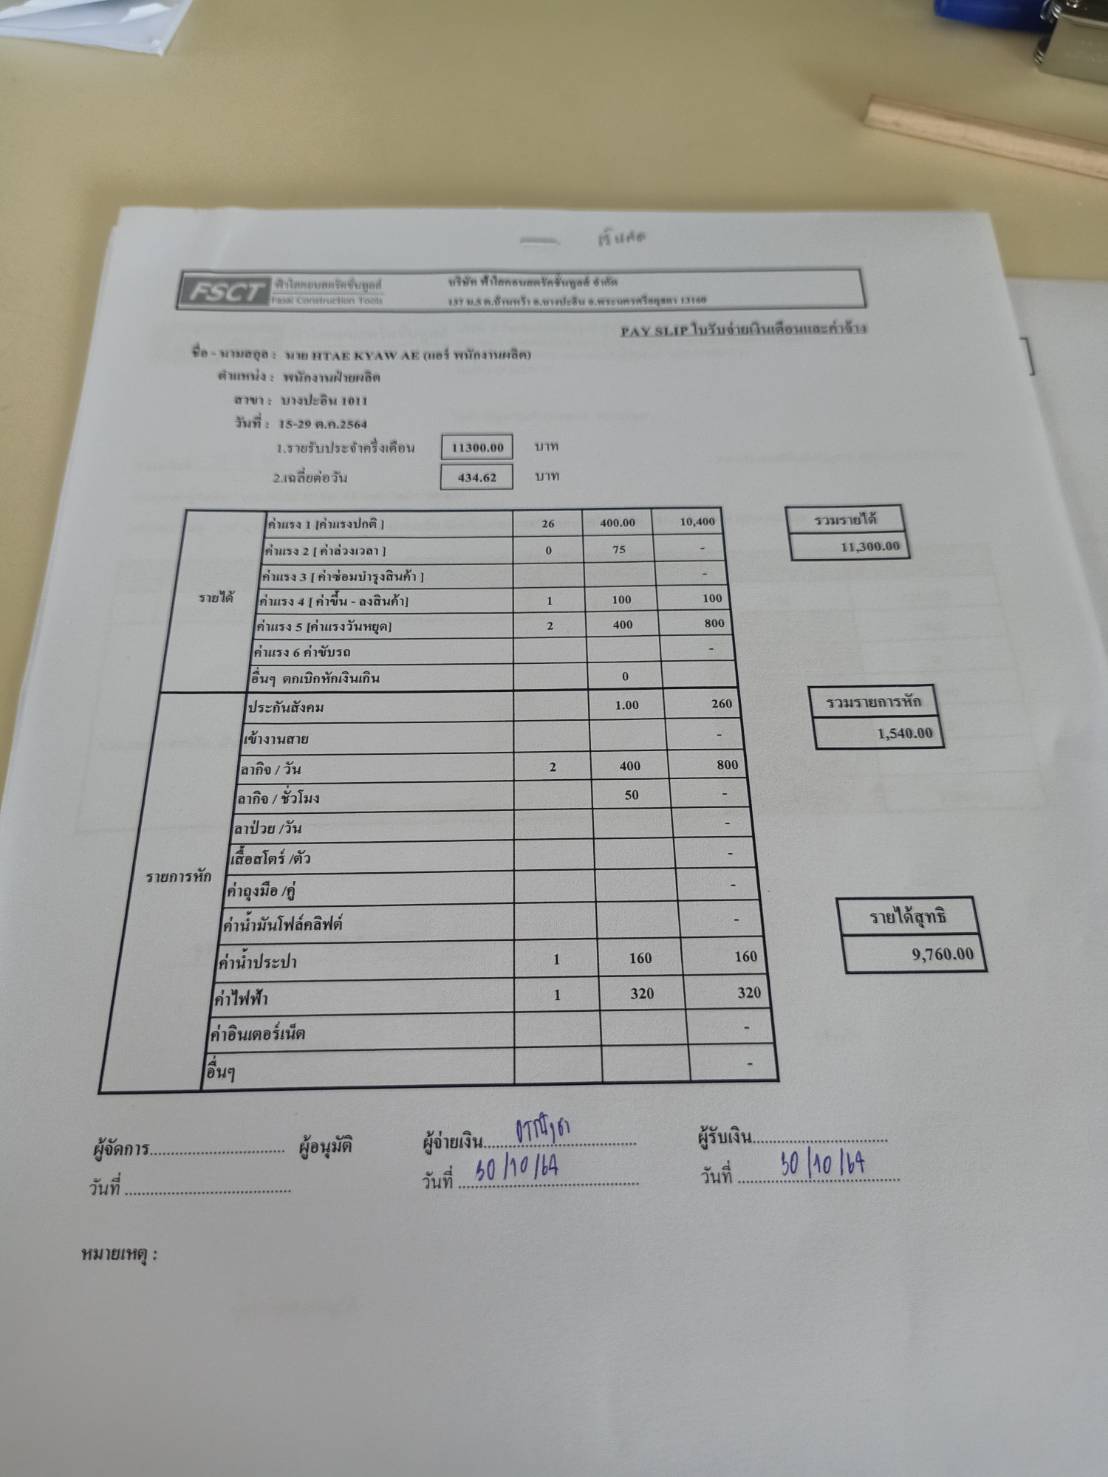 FSCT
ฟ้าใสคอนสตรัคชั่นทูลส์
Fasai Construction Tools
บริษัท ฟ้าใสคอนสตรัคชั่นทูลส์ จำกัด
137 ม.5 ต.บ้านหว้า อ.บางปะอิน จ.พระนครศรีอยุธยา 13160
PAY SLIP ใบรับจ่ายเงินเดือนและค่าจ้าง
ชื่อ - นามสกุล : นาย HTAE KYAW AE (แอร์ พนักงานผลิต)
ตำแหน่ง : พนักงานฝ่ายผลิต
สาขา : บางปะอิน 1011
วันที่ : 15-29 ต.ค.2564
1.รายรับประจำครึ่งเดือน 11300.00 บาท
2.เฉลี่ยต่อวัน 434.62 บาท
รายได้
ค่าแรง 1 [ค่าแรงปกติ ] 26 400.00 10,400
ค่าแรง 2 [ ค่าล่วงเวลา ] 0 75 -
ค่าแรง 3 [ ค่าซ่อมบำรุงสินค้า ] -
ค่าแรง 4 [ ค่าขึ้น - ลงสินค้า] 1 100 100
ค่าแรง 5 [ค่าแรงวันหยุด] 2 400 800
ค่าแรง 6 ค่าขับรถ -
อื่นๆ ตกเบิกหักเงินเกิน 0
รวมรายได้
11,300.00
รายการหัก
ประกันสังคม 1.00 260
เข้างานสาย -
ลากิจ / วัน 2 400 800
ลากิจ / ชั่วโมง 50 -
ลาป่วย /วัน -
เสื้อสโตร์ /ตัว -
ค่าถุงมือ /คู่ -
ค่าน้ำมันโฟล์คลิฟต์ -
ค่าน้ำประปา 1 160 160
ค่าไฟฟ้า 1 320 320
ค่าอินเตอร์เน็ต -
อื่นๆ -
รวมรายการหัก
1,540.00
รายได้สุทธิ
9,760.00
ผู้จัดการ ผู้อนุมัติ ผู้จ่ายเงิน ผู้รับเงิน
วันที่ วันที่ 30/10/64 วันที่ 30/10/64
หมายเหตุ :